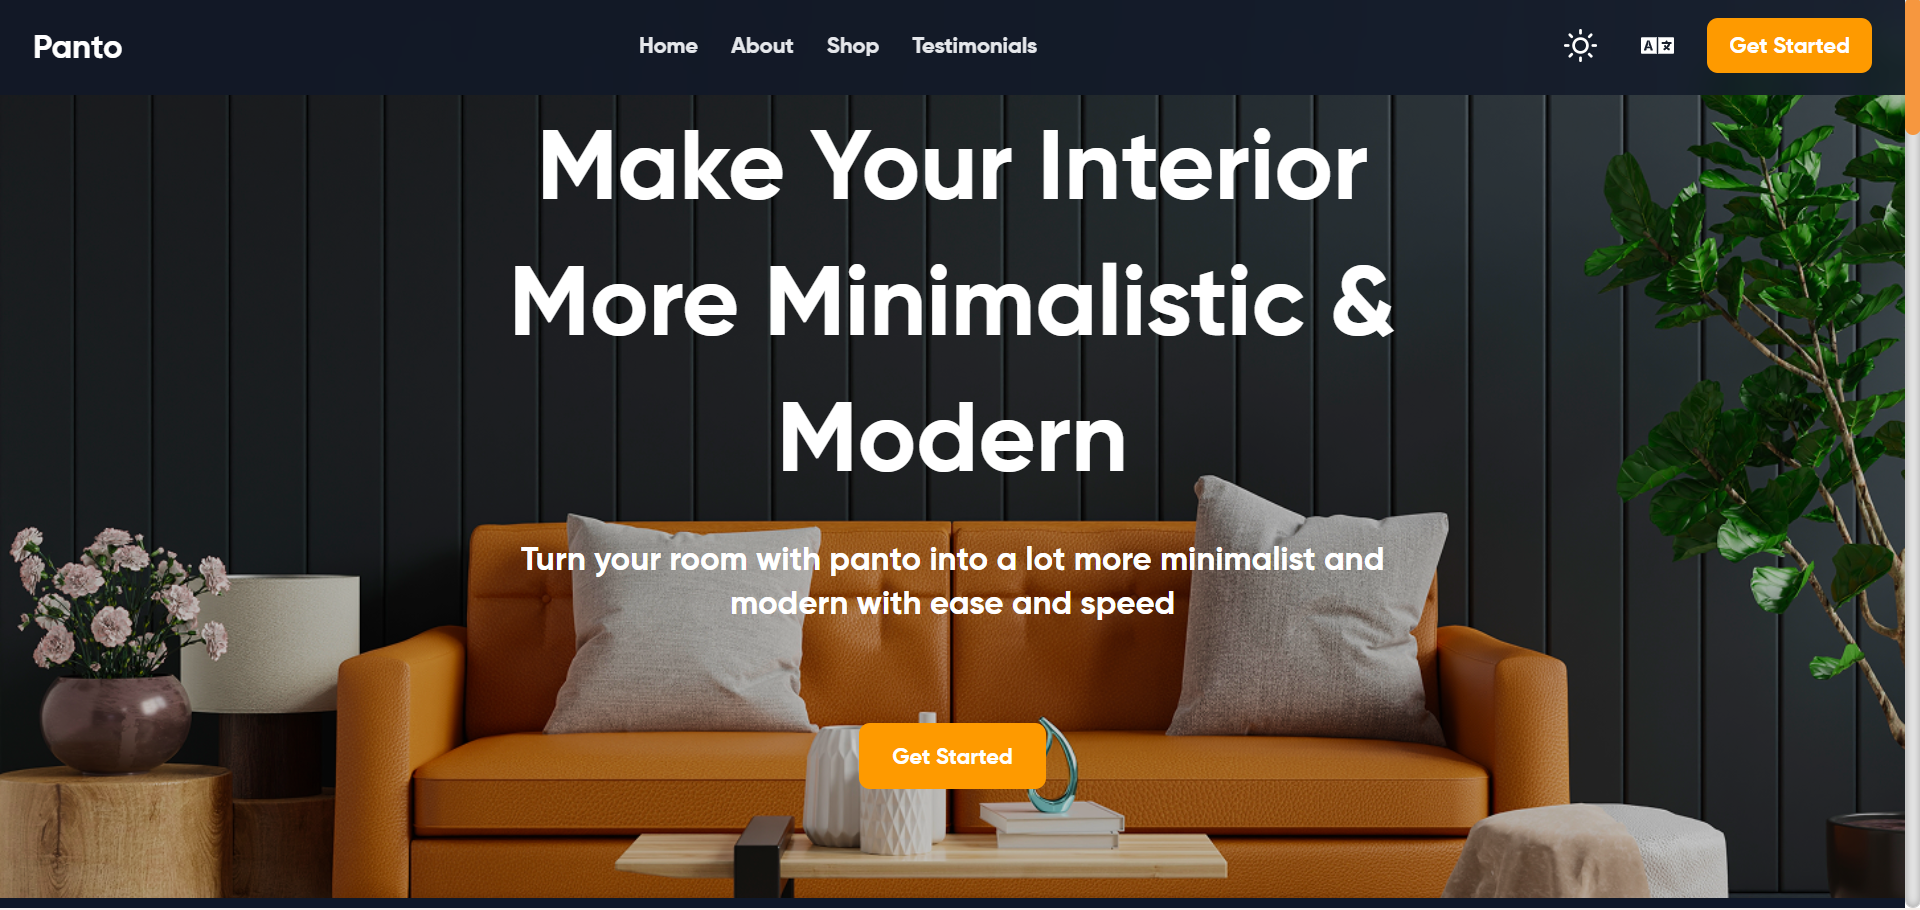 Panto
Home About Shop Testimonials
Get Started
Make Your Interior
More Minimalistic &
Modern
Turn your room with panto into a lot more minimalist and
modern with ease and speed
Get Started